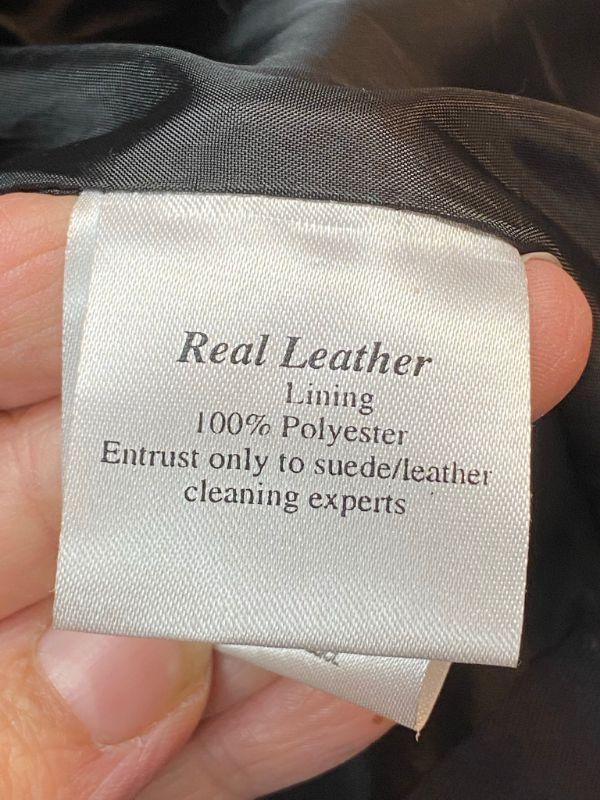 Real Leather
Lining
100% Polyester
Entrust only to suede/leather
cleaning experts